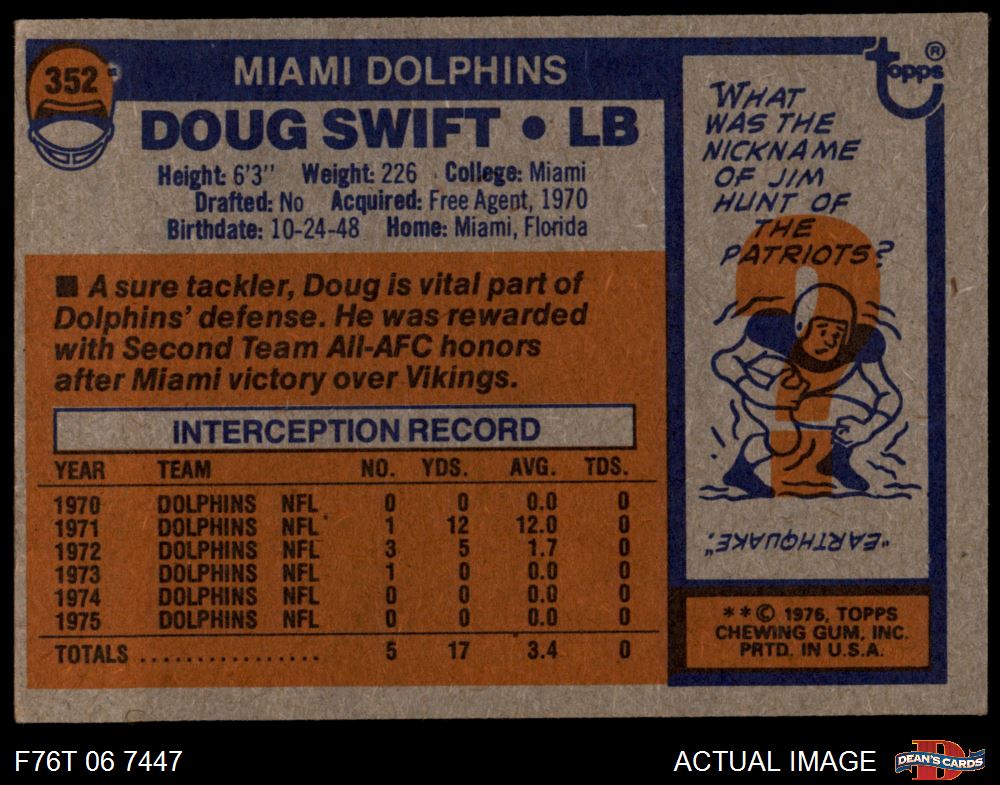 352
MIAMI DOLPHINS
DOUG SWIFT • LB
Height: 6'3" Weight: 226 College: Miami
Drafted: No Acquired: Free Agent, 1970
Birthdate: 10-24-48 Home: Miami, Florida
■ A sure tackler, Doug is vital part of
Dolphins' defense. He was rewarded
with Second Team All-AFC honors
after Miami victory over Vikings.
INTERCEPTION RECORD
YEAR TEAM NO. YDS. AVG. TDS.
1970 DOLPHINS NFL 0 0 0.0 0
1971 DOLPHINS NFL 1 12 12.0 0
1972 DOLPHINS NFL 3 5 1.7 0
1973 DOLPHINS NFL 1 0 0.0 0
1974 DOLPHINS NFL 0 0 0.0 0
1975 DOLPHINS NFL 0 0 0.0 0
TOTALS ................ 5 17 3.4 0
topps ®
WHAT
WAS THE
NICKNAME
OF JIM
HUNT OF
THE
PATRIOTS?
"EARTHQUAKE."
**© 1976, TOPPS
CHEWING GUM, INC.
PRTD. IN U.S.A.
F76T 06 7447
ACTUAL IMAGE
D
DEAN'S CARDS